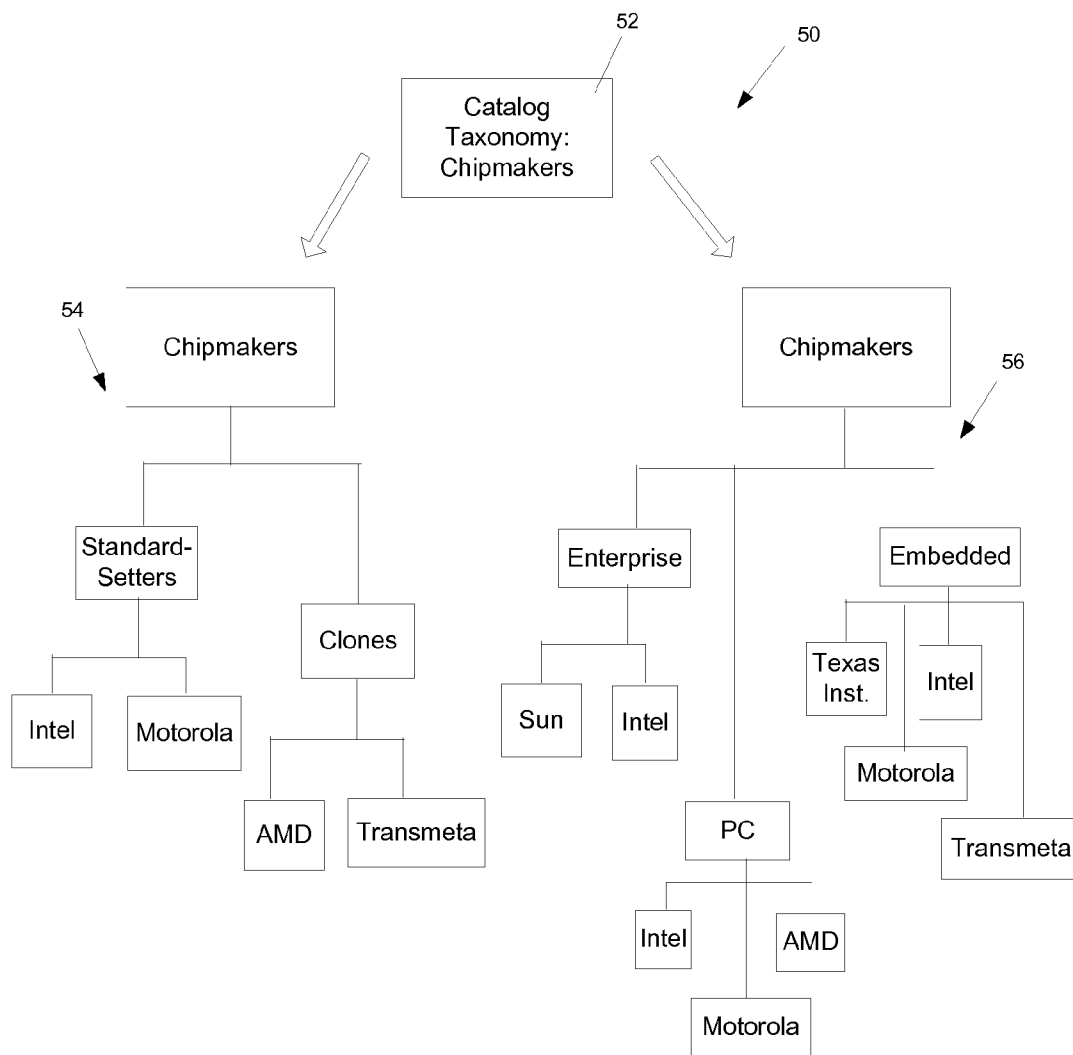 52
50
Catalog
Taxonomy:
Chipmakers
54
Chipmakers
Chipmakers
56
Standard-
Setters
Clones
Intel
Motorola
AMD
Transmeta
Enterprise
Embedded
Sun
Intel
Texas
Inst.
Intel
Motorola
Transmeta
PC
Intel
AMD
Motorola